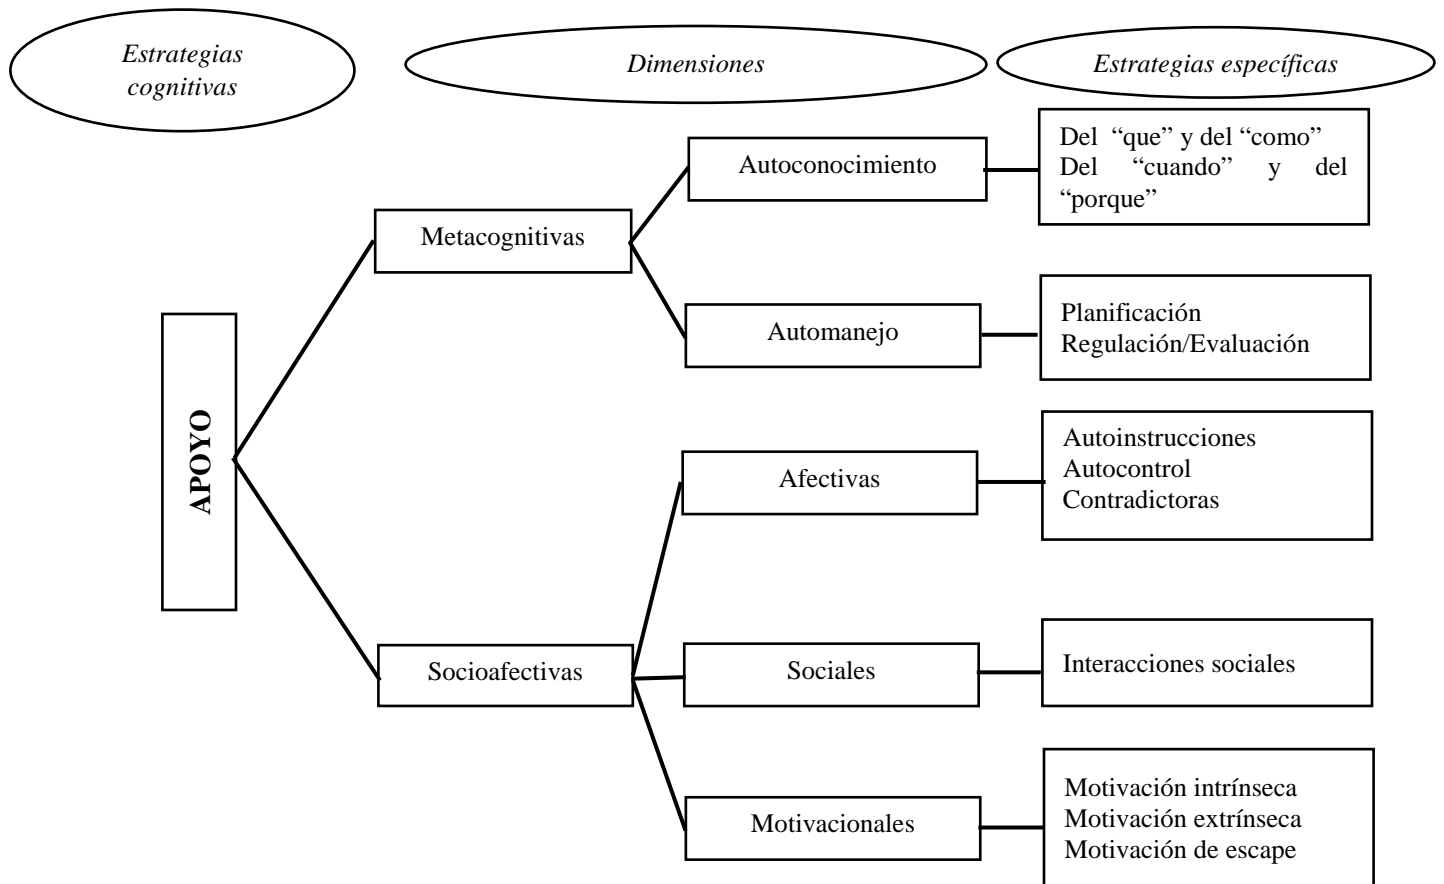 Estrategias
cognitivas
Dimensiones
Estrategias específicas
Autoconocimiento
Del “que” y del “como”
Del “cuando” y del
“porque”
Metacognitivas
Automanejo
Planificación
Regulación/Evaluación
APOYO
Afectivas
Autoinstrucciones
Autocontrol
Contradictoras
Socioafectivas
Sociales
Interacciones sociales
Motivacionales
Motivación intrínseca
Motivación extrínseca
Motivación de escape